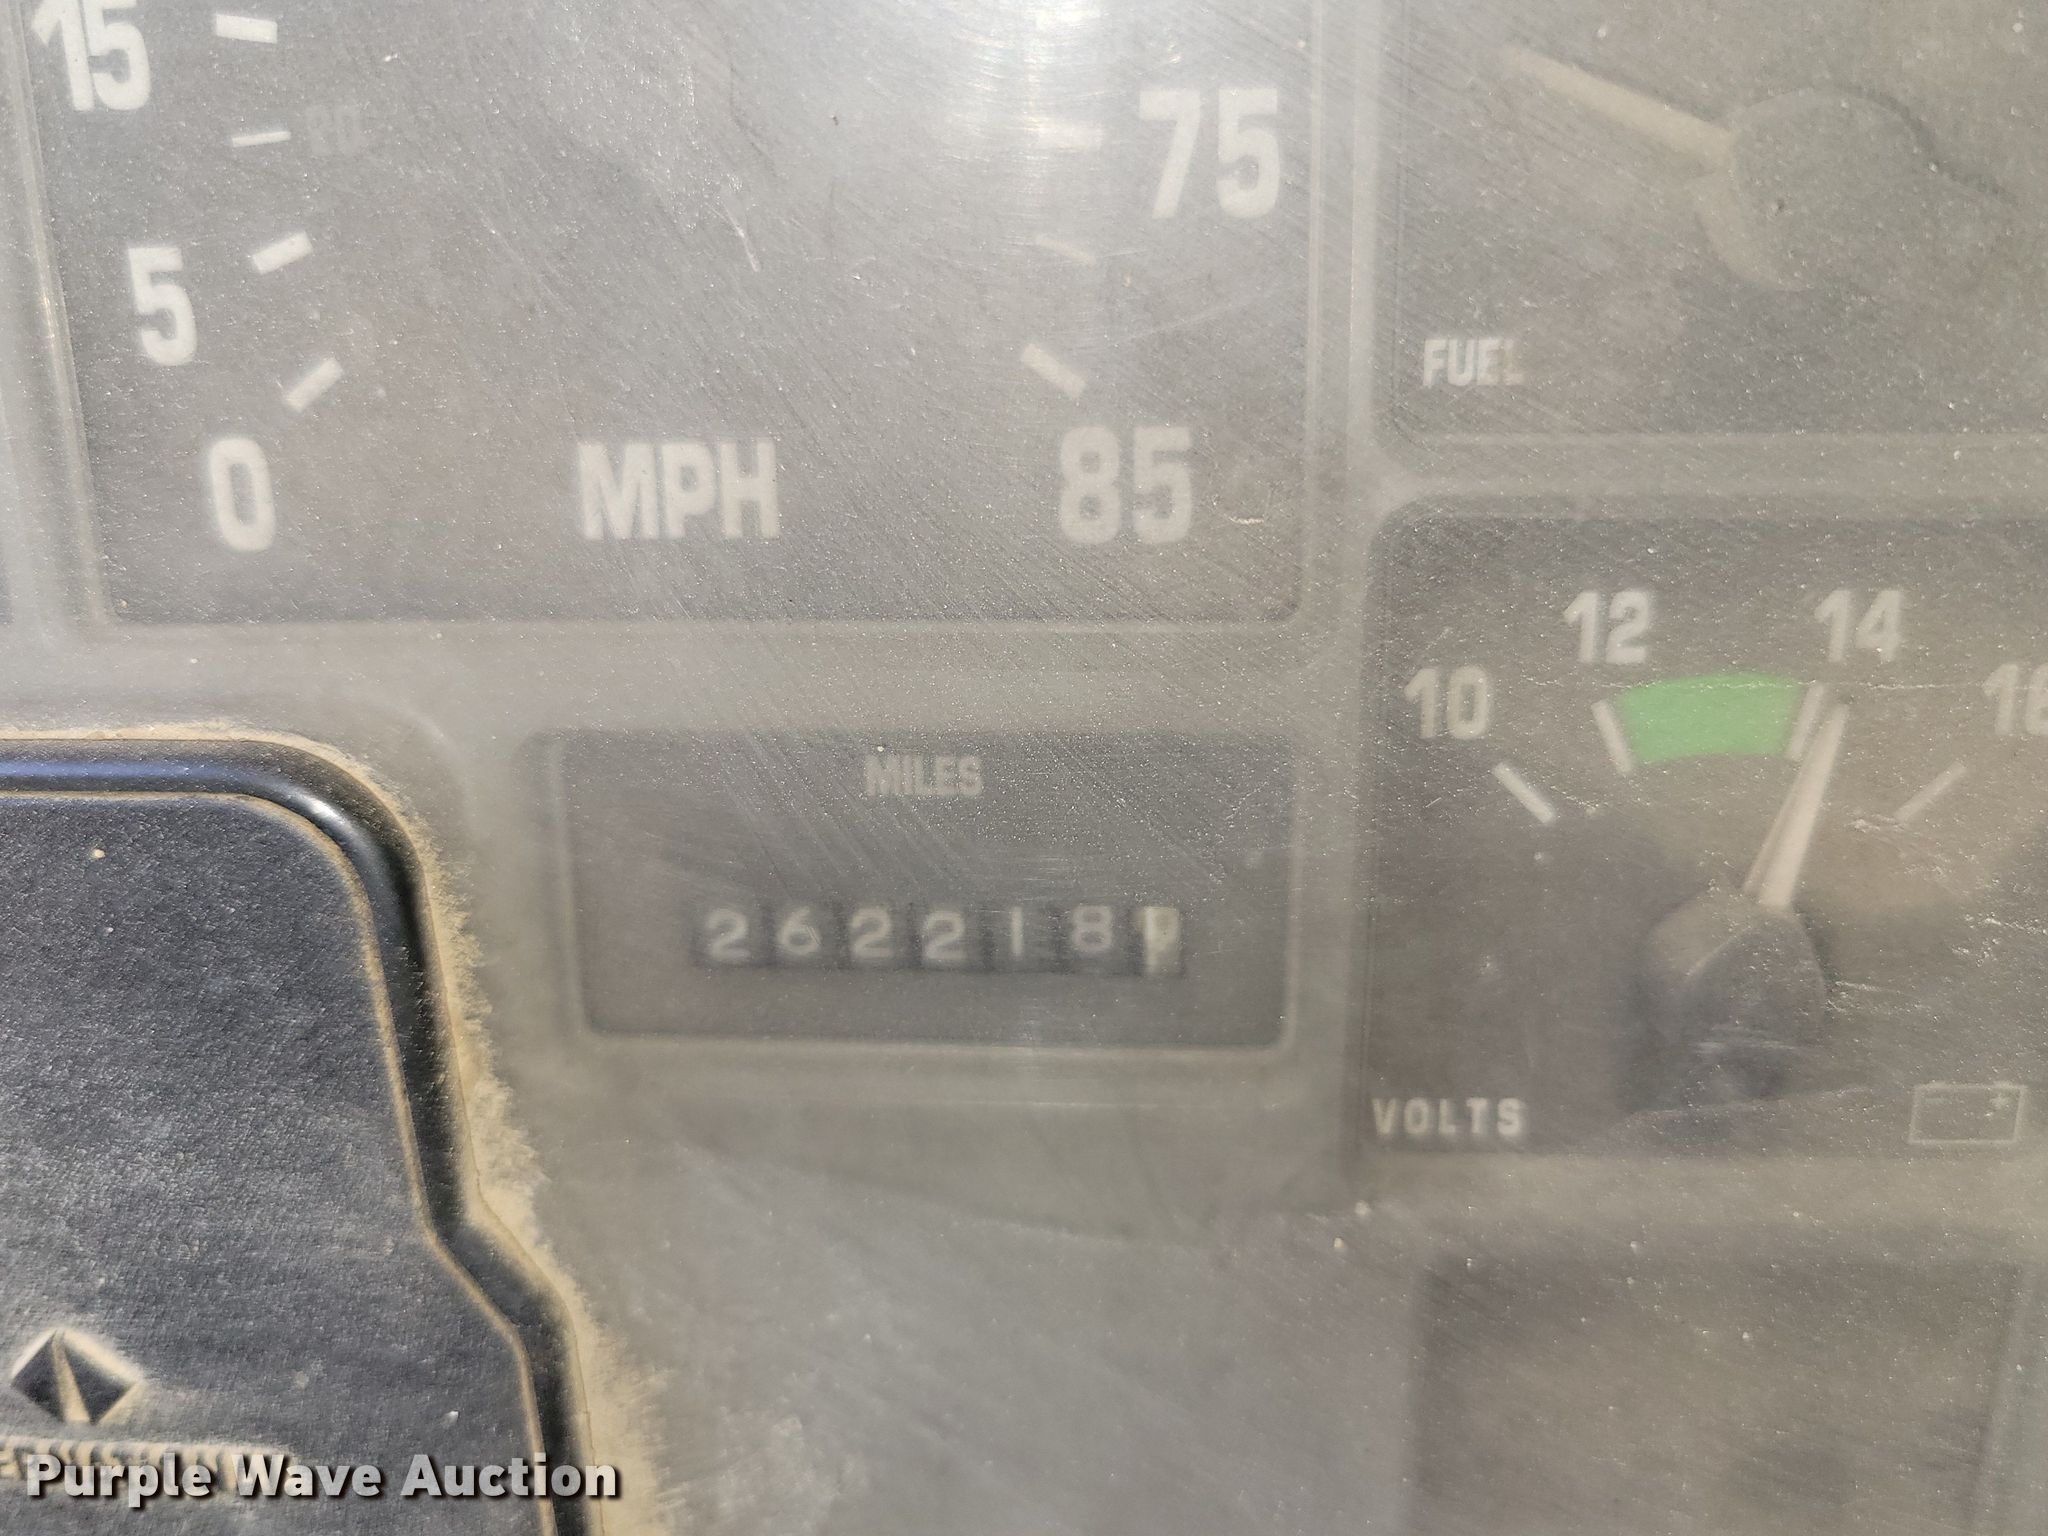 15
75
5
FUEL
0 MPH 85
12 14
10
MILES
262218
VOLTS
- +
Purple Wave Auction